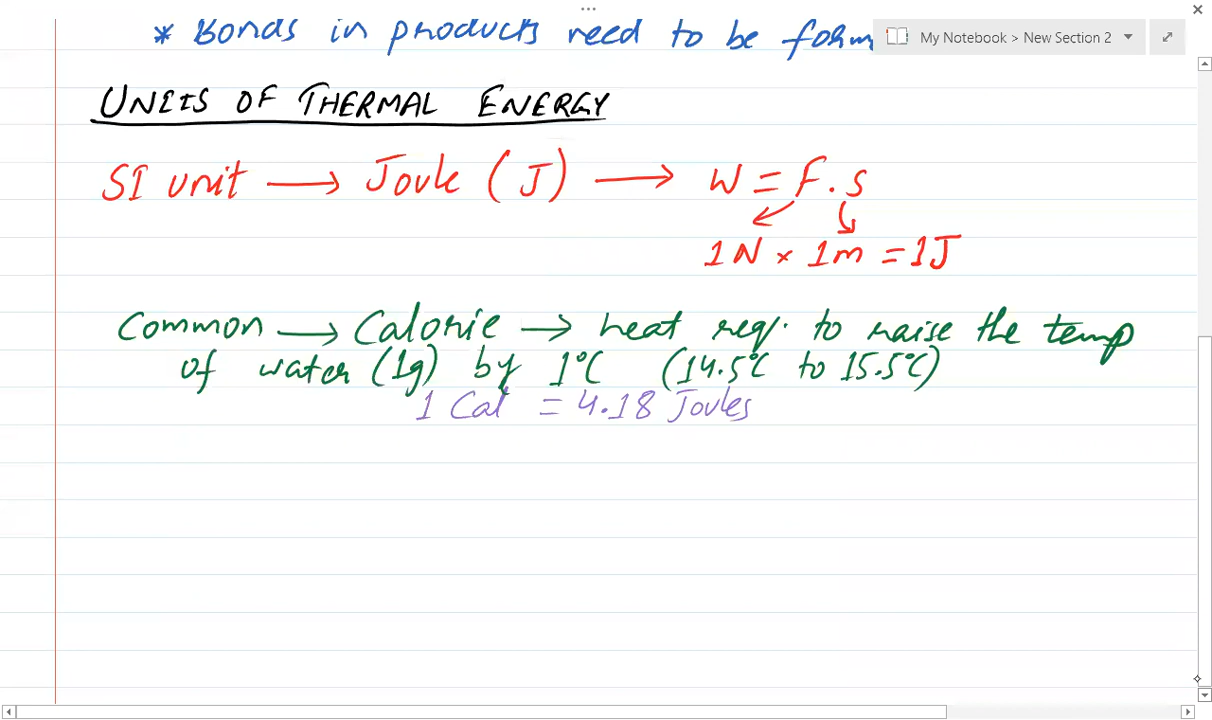 * Bonds in products need to be form
My Notebook > New Section 2
UNITS OF THERMAL ENERGY
SI unit → Joule (J) → W = F.s
1N × 1m = 1J
Common → Calorie → heat req. to raise the temp
of water (1g) by 1°C (14.5°C to 15.5°C)
1 Cal = 4.18 Joules